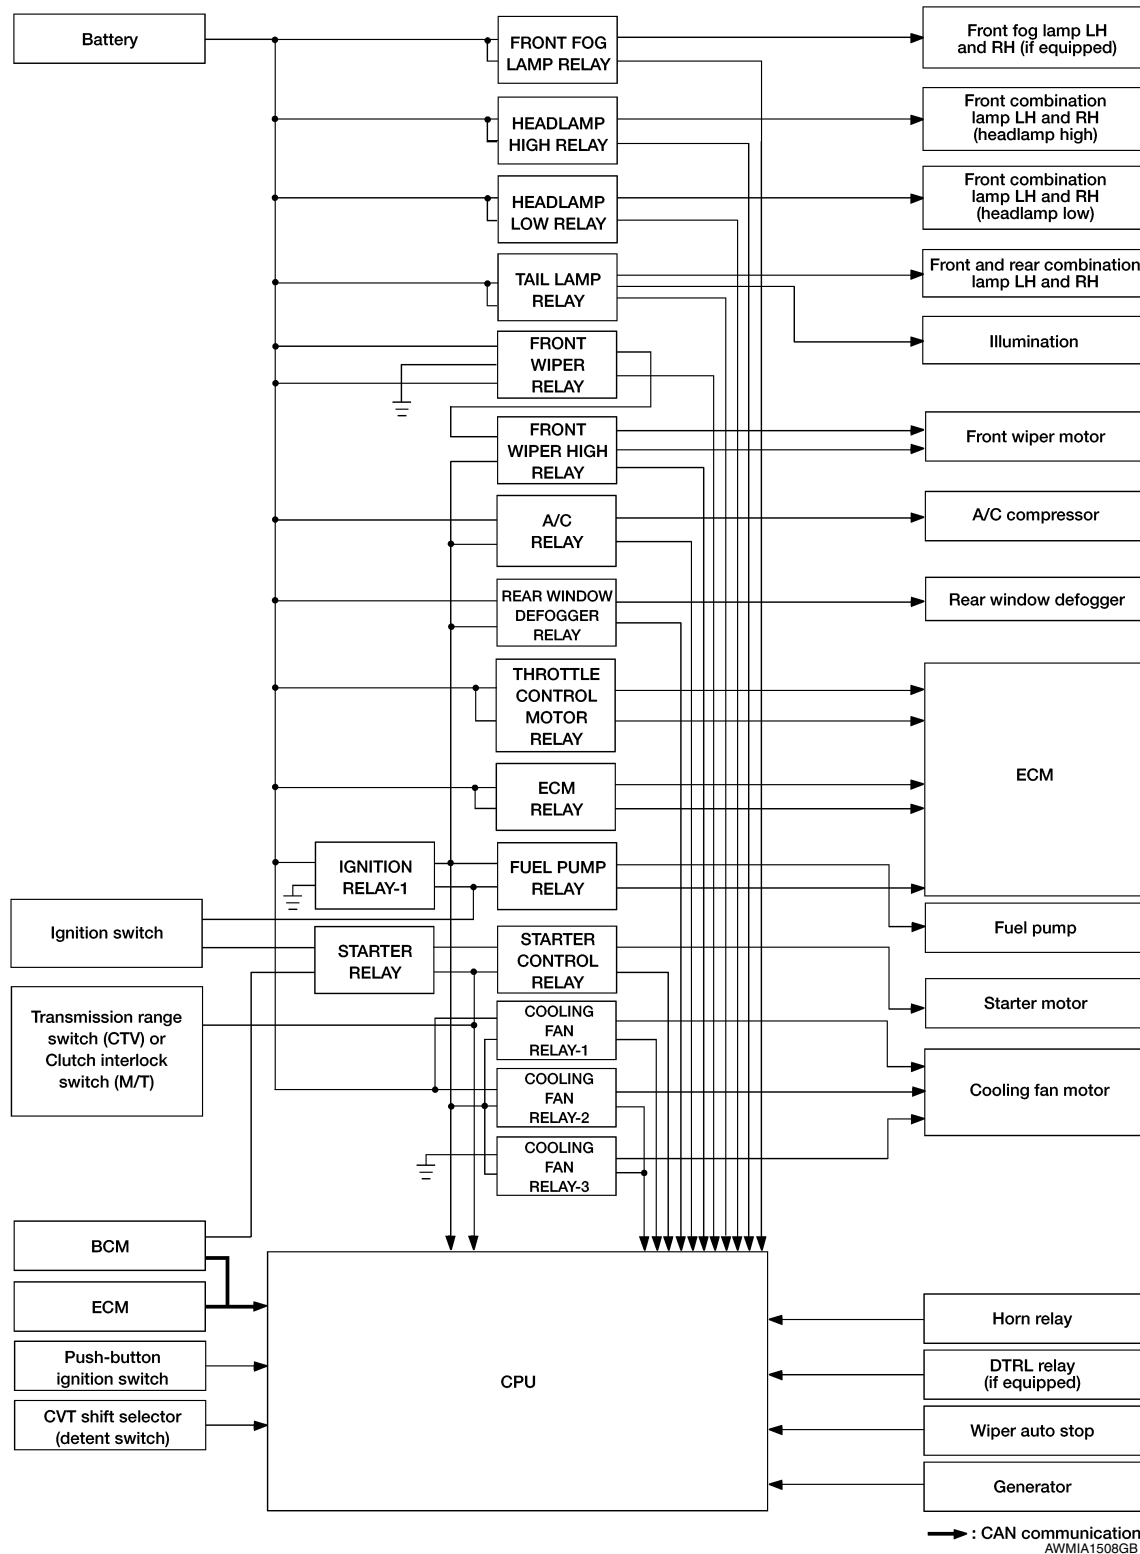 Battery
FRONT FOG
LAMP RELAY
Front fog lamp LH
and RH (if equipped)
HEADLAMP
HIGH RELAY
Front combination
lamp LH and RH
(headlamp high)
HEADLAMP
LOW RELAY
Front combination
lamp LH and RH
(headlamp low)
TAIL LAMP
RELAY
Front and rear combination
lamp LH and RH
Illumination
FRONT
WIPER
RELAY
FRONT
WIPER HIGH
RELAY
Front wiper motor
A/C
RELAY
A/C compressor
REAR WINDOW
DEFOGGER
RELAY
Rear window defogger
THROTTLE
CONTROL
MOTOR
RELAY
ECM
ECM
RELAY
IGNITION
RELAY-1
FUEL PUMP
RELAY
Ignition switch
Fuel pump
STARTER
RELAY
STARTER
CONTROL
RELAY
Starter motor
Transmission range
switch (CTV) or
Clutch interlock
switch (M/T)
COOLING
FAN
RELAY-1
COOLING
FAN
RELAY-2
Cooling fan motor
COOLING
FAN
RELAY-3
BCM
ECM
Push-button
ignition switch
CVT shift selector
(detent switch)
CPU
Horn relay
DTRL relay
(if equipped)
Wiper auto stop
Generator
: CAN communication
AWMIA1508GB